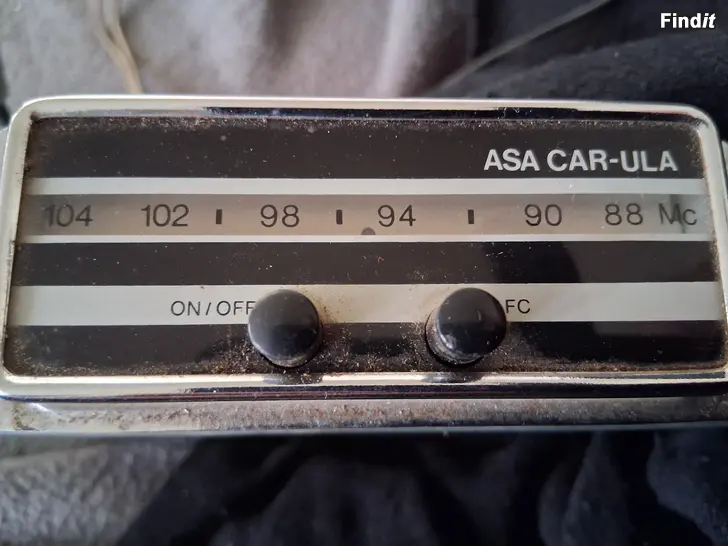 Findit
ASA CAR-ULA
104 102 98 94 90 88 Mc
ON/OFF FC